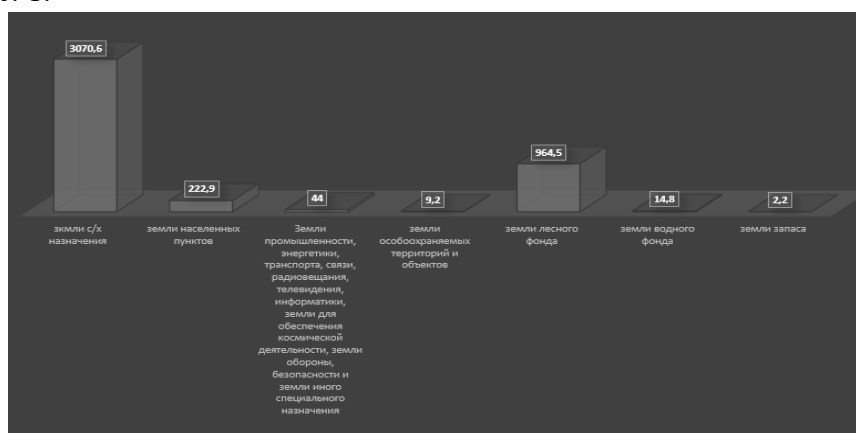 3070,6
222,9
44
9,2
964,5
14,8
2,2
зкмли с/х
назначения
земли населенных
пунктов
Земли
промышленности,
энергетики,
транспорта, связи,
радиовещания,
телевидения,
информатики,
земли для
обеспечения
космической
деятельности, земли
обороны,
безопасности и
земли иного
специального
назначения
земли
особоохраняемых
территорий и
объектов
земли лесного
фонда
земли водного
фонда
земли запаса